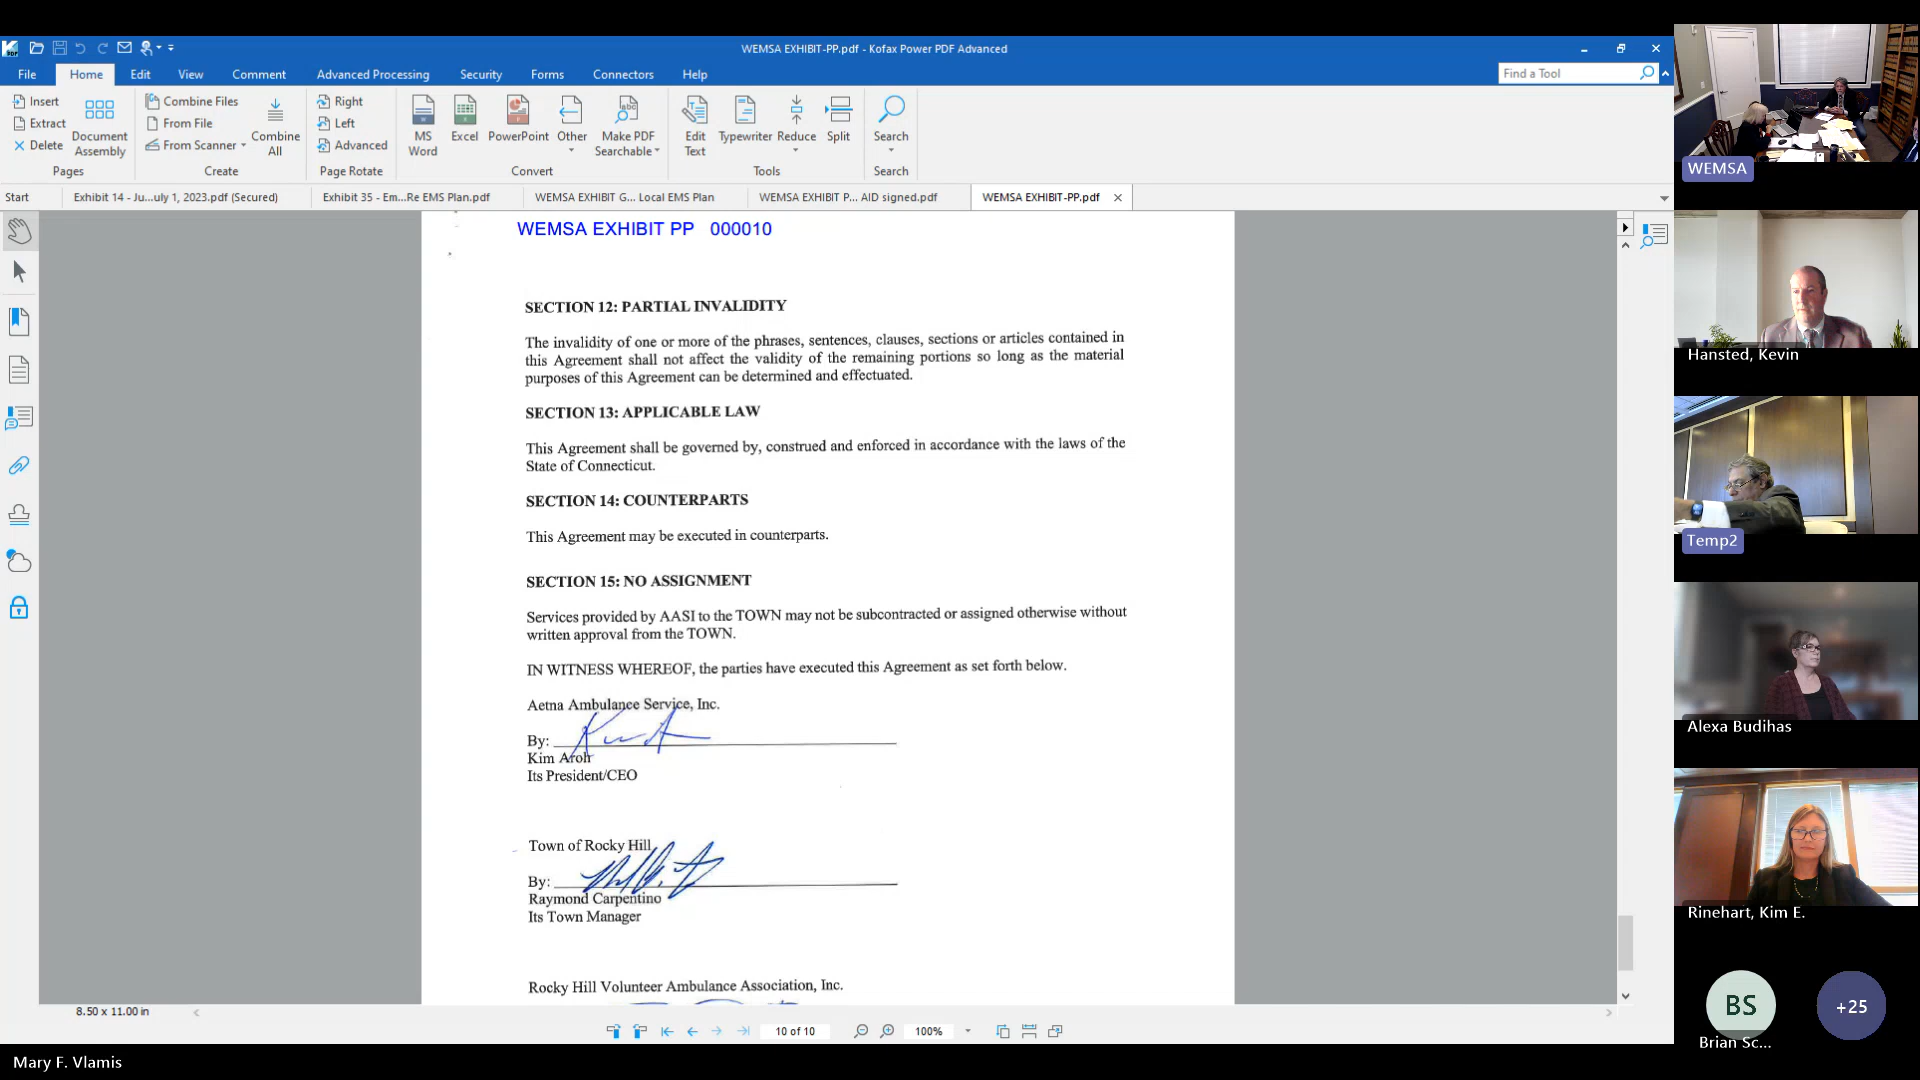 WEMSA EXHIBIT-PP.pdf - Kofax Power PDF Advanced
File Home Edit View Comment Advanced Processing Security Forms Connectors Help
Find a Tool
Insert
Extract
Delete
Document Assembly
Pages
Combine Files
From File
From Scanner
Combine All
Create
Right
Left
Advanced
Page Rotate
MS Word
Excel
PowerPoint
Other
Make PDF Searchable
Convert
Edit Text
Typewriter
Reduce
Split
Tools
Search
Search
Start
Exhibit 14 - Ju...uly 1, 2023.pdf (Secured)
Exhibit 35 - Em...Re EMS Plan.pdf
WEMSA EXHIBIT G... Local EMS Plan
WEMSA EXHIBIT P... AID signed.pdf
WEMSA EXHIBIT-PP.pdf
WEMSA EXHIBIT PP 000010
SECTION 12: PARTIAL INVALIDITY
The invalidity of one or more of the phrases, sentences, clauses, sections or articles contained in
this Agreement shall not affect the validity of the remaining portions so long as the material
purposes of this Agreement can be determined and effectuated.
SECTION 13: APPLICABLE LAW
This Agreement shall be governed by, construed and enforced in accordance with the laws of the
State of Connecticut.
SECTION 14: COUNTERPARTS
This Agreement may be executed in counterparts.
SECTION 15: NO ASSIGNMENT
Services provided by AASI to the TOWN may not be subcontracted or assigned otherwise without
written approval from the TOWN.
IN WITNESS WHEREOF, the parties have executed this Agreement as set forth below.
Aetna Ambulance Service, Inc.
By:
Kim Aroh
Its President/CEO
Town of Rocky Hill
By:
Raymond Carpentino
Its Town Manager
Rocky Hill Volunteer Ambulance Association, Inc.
8.50 x 11.00 in
10 of 10
100%
Mary F. Vlamis
WEMSA
Hansted, Kevin
Temp2
Alexa Budihas
Rinehart, Kim E.
BS
+25
Brian Sc...